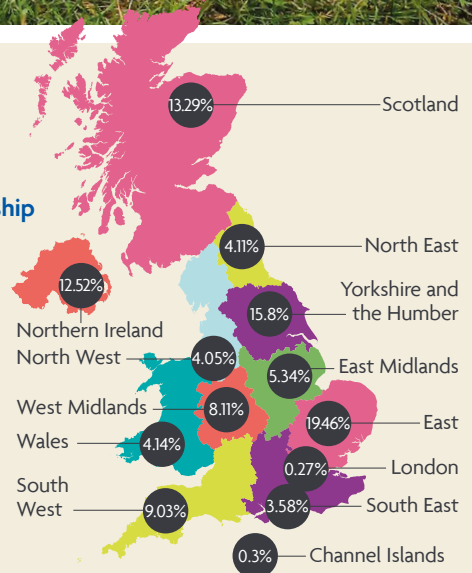 13.29%
Scotland
ship
4.11%
North East
12.52%
Yorkshire and
the Humber
15.8%
Northern Ireland
North West
4.05%
East Midlands
5.34%
West Midlands
8.11%
East
19.46%
Wales
4.14%
London
0.27%
South
West
9.03%
South East
3.58%
0.3%
Channel Islands